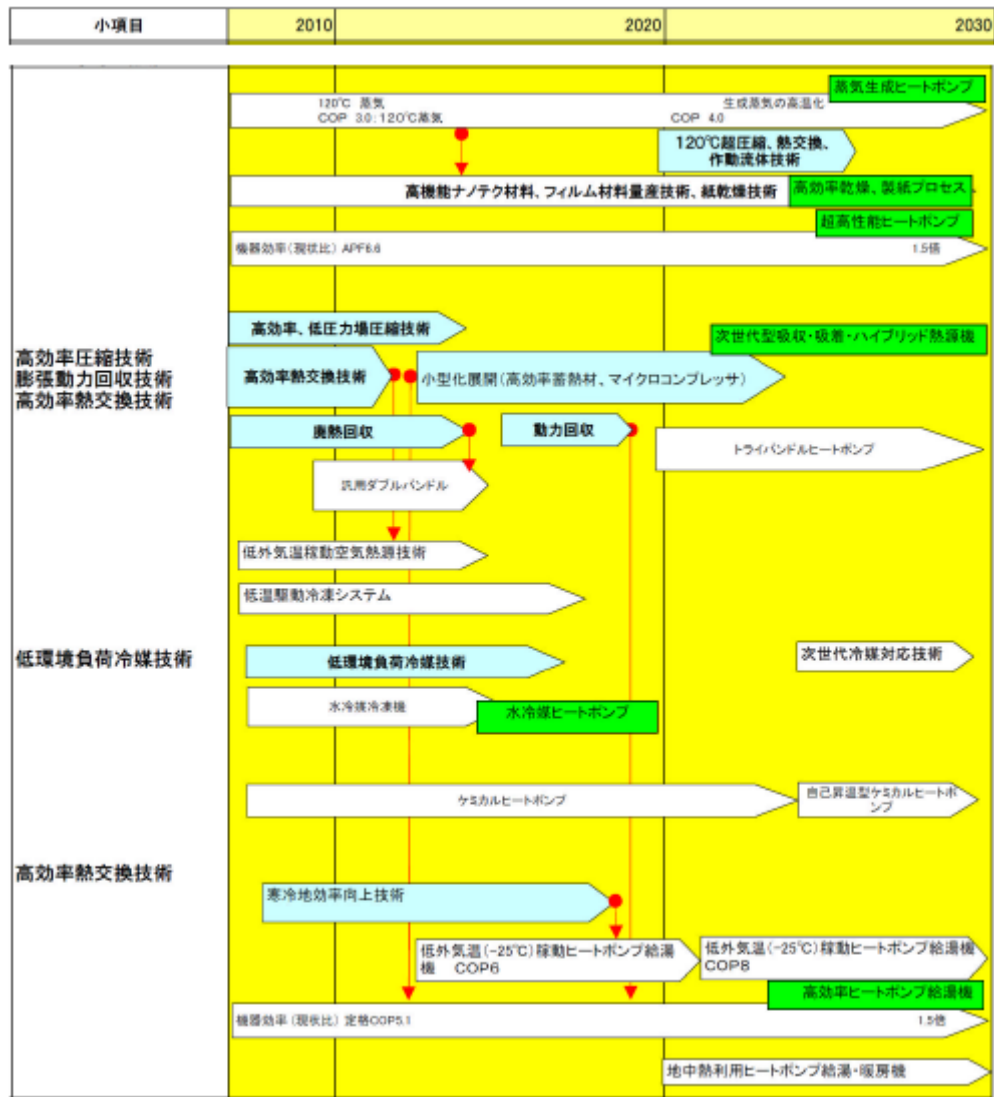 小項目
2010
2020
2030
蒸気生成ヒートポンプ
120℃ 蒸気
COP 3.0：120℃蒸気
生成蒸気の高温化
COP 4.0
120℃超圧縮、熱交換、
作動流体技術
高機能ナノテク材料、フィルム材料量産技術、紙乾燥技術
高効率乾燥、製紙プロセス
超高性能ヒートポンプ
機器効率（現状比）APF6.6
1.5倍
高効率、低圧力場圧縮技術
次世代型吸収・吸着・ハイブリッド熱源機
高効率圧縮技術
膨張動力回収技術
高効率熱交換技術
高効率熱交換技術
小型化展開（高効率蓄熱材、マイクロコンプレッサ）
廃熱回収
動力回収
トライバンドルヒートポンプ
汎用ダブルバンドル
低外気温稼動空気熱源技術
低温駆動冷凍システム
低環境負荷冷媒技術
低環境負荷冷媒技術
次世代冷媒対応技術
水冷媒冷凍機
水冷媒ヒートポンプ
ケミカルヒートポンプ
自己昇温型ケミカルヒートポ
ンプ
高効率熱交換技術
寒冷地効率向上技術
低外気温（-25℃）稼動ヒートポンプ給湯
機 COP6
低外気温（-25℃）稼動ヒートポンプ給湯機
COP8
高効率ヒートポンプ給湯機
機器効率（現状比）定格COP5.1
1.5倍
地中熱利用ヒートポンプ給湯・暖房機